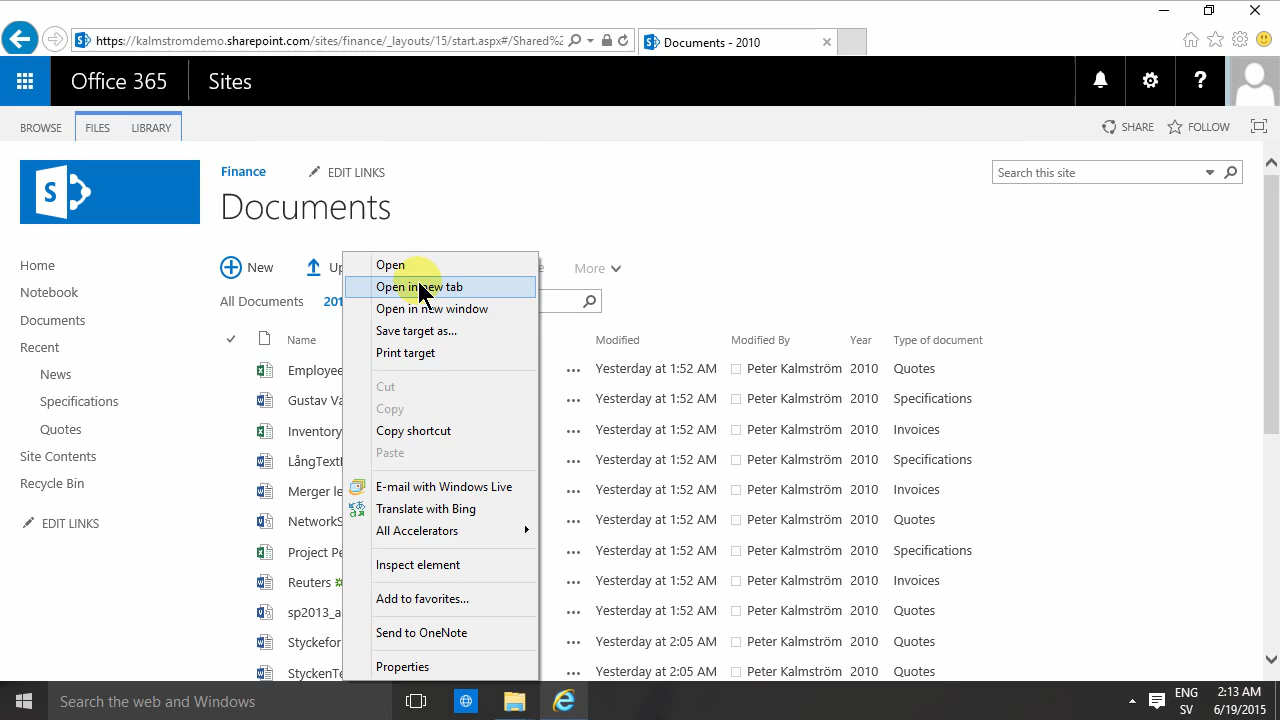 https://kalmstromdemo.sharepoint.com/sites/finance/_layouts/15/start.aspx#/Shared%2
Documents - 2010
Office 365
Sites
?
BROWSE
FILES
LIBRARY
SHARE
FOLLOW
S
Finance
EDIT LINKS
Search this site
Documents
Home
Notebook
Documents
Recent
News
Specifications
Quotes
Site Contents
Recycle Bin
EDIT LINKS
New
More
All Documents
Name
Modified
Modified By
Year
Type of document
Employee
... Yesterday at 1:52 AM Peter Kalmström 2010 Quotes
Gustav Va
... Yesterday at 1:52 AM Peter Kalmström 2010 Specifications
Inventory
... Yesterday at 1:52 AM Peter Kalmström 2010 Invoices
LångText
... Yesterday at 1:52 AM Peter Kalmström 2010 Specifications
Merger le
... Yesterday at 1:52 AM Peter Kalmström 2010 Invoices
NetworkS
... Yesterday at 1:52 AM Peter Kalmström 2010 Quotes
Project Pe
... Yesterday at 1:52 AM Peter Kalmström 2010 Specifications
Reuters
... Yesterday at 1:52 AM Peter Kalmström 2010 Invoices
sp2013_a
... Yesterday at 1:52 AM Peter Kalmström 2010 Quotes
Styckefor
... Yesterday at 2:05 AM Peter Kalmström 2010 Quotes
StyckenTe
... Yesterday at 2:05 AM Peter Kalmström 2010 Quotes
Open
Open in new tab
Open in new window
Save target as...
Print target
Cut
Copy
Copy shortcut
Paste
E-mail with Windows Live
Translate with Bing
All Accelerators
Inspect element
Add to favorites...
Send to OneNote
Properties
Search the web and Windows
ENG
SV
2:13 AM
6/19/2015